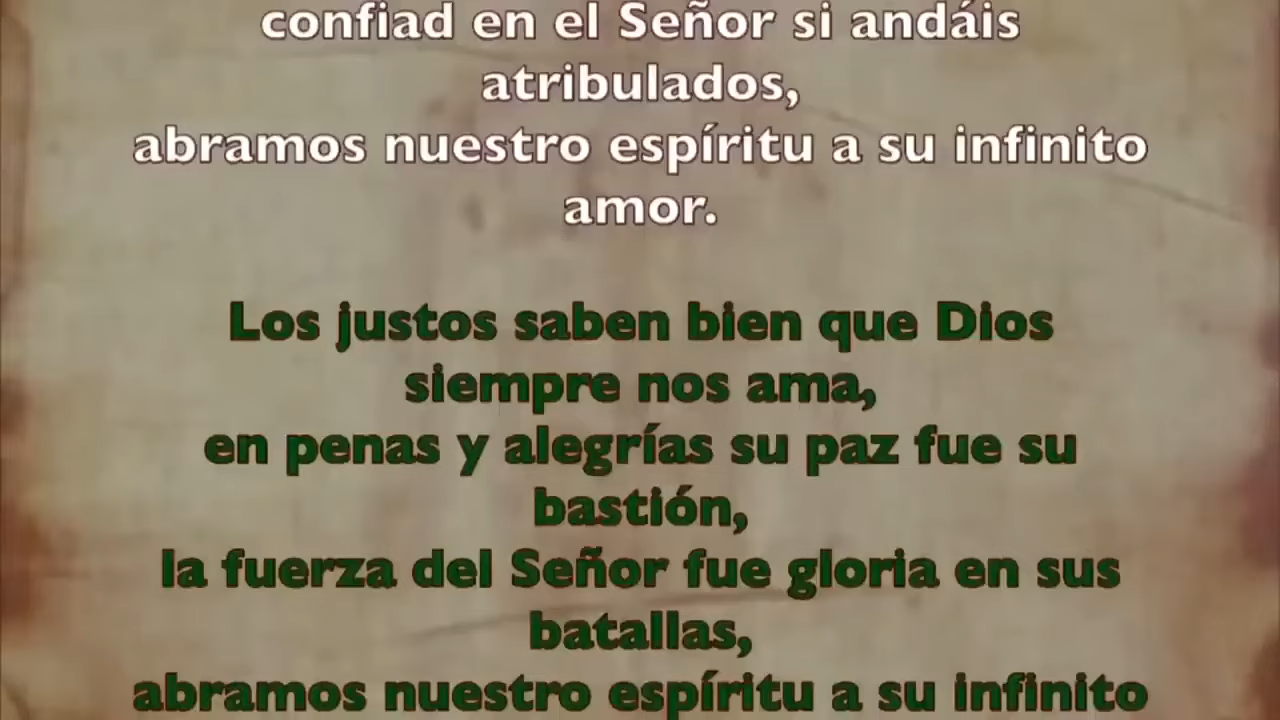 confiad en el Señor si andáis
atribulados,
abramos nuestro espíritu a su infinito
amor.
Los justos saben bien que Dios
siempre nos ama,
en penas y alegrías su paz fue su
bastión,
la fuerza del Señor fue gloria en sus
batallas,
abramos nuestro espíritu a su infinito